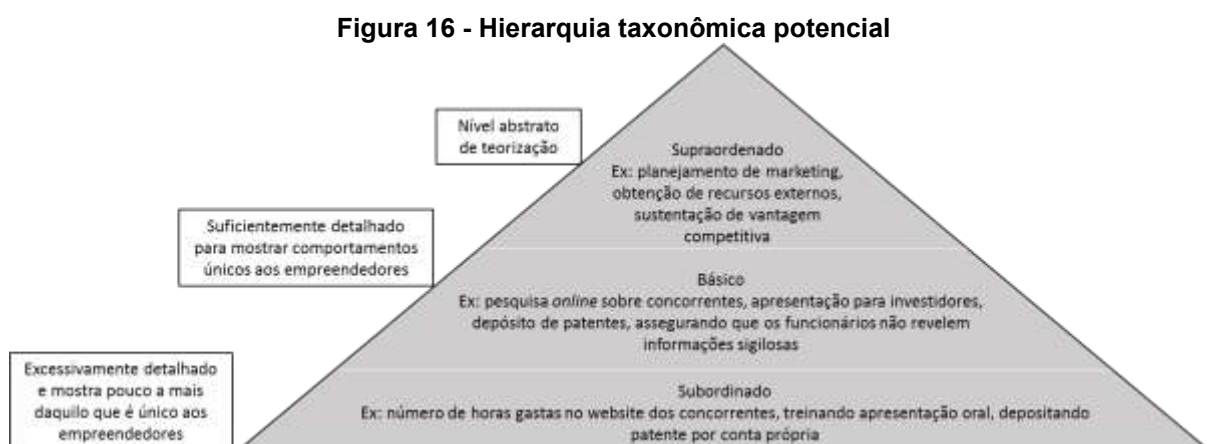 Figura 16 - Hierarquia taxonômica potencial
Nível abstrato
de teorização
Supraordenado
Ex: planejamento de marketing,
obtenção de recursos externos,
sustentação de vantagem
competitiva
Suficientemente detalhado
para mostrar comportamentos
únicos aos empreendedores
Básico
Ex: pesquisa online sobre concorrentes, apresentação para investidores,
depósito de patentes, assegurando que os funcionários não revelem
informações sigilosas
Excessivamente detalhado
e mostra pouco a mais
daquilo que é único aos
empreendedores
Subordinado
Ex: número de horas gastas no website dos concorrentes, treinando apresentação oral, depositando
patente por conta própria